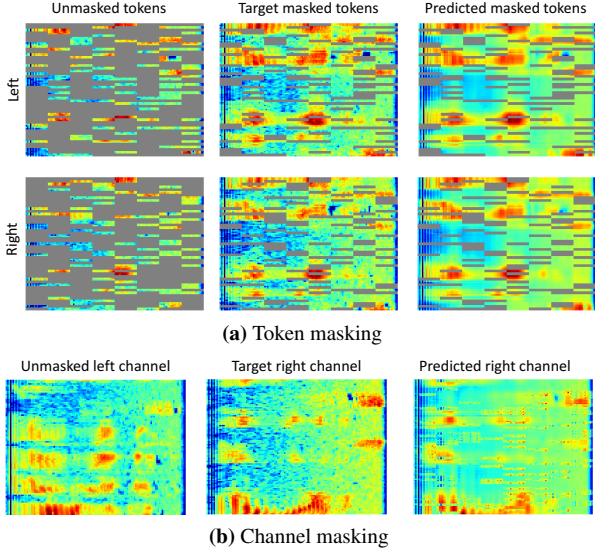 Unmasked tokens Target masked tokens Predicted masked tokens
Left
Right
(a) Token masking
Unmasked left channel Target right channel Predicted right channel
(b) Channel masking